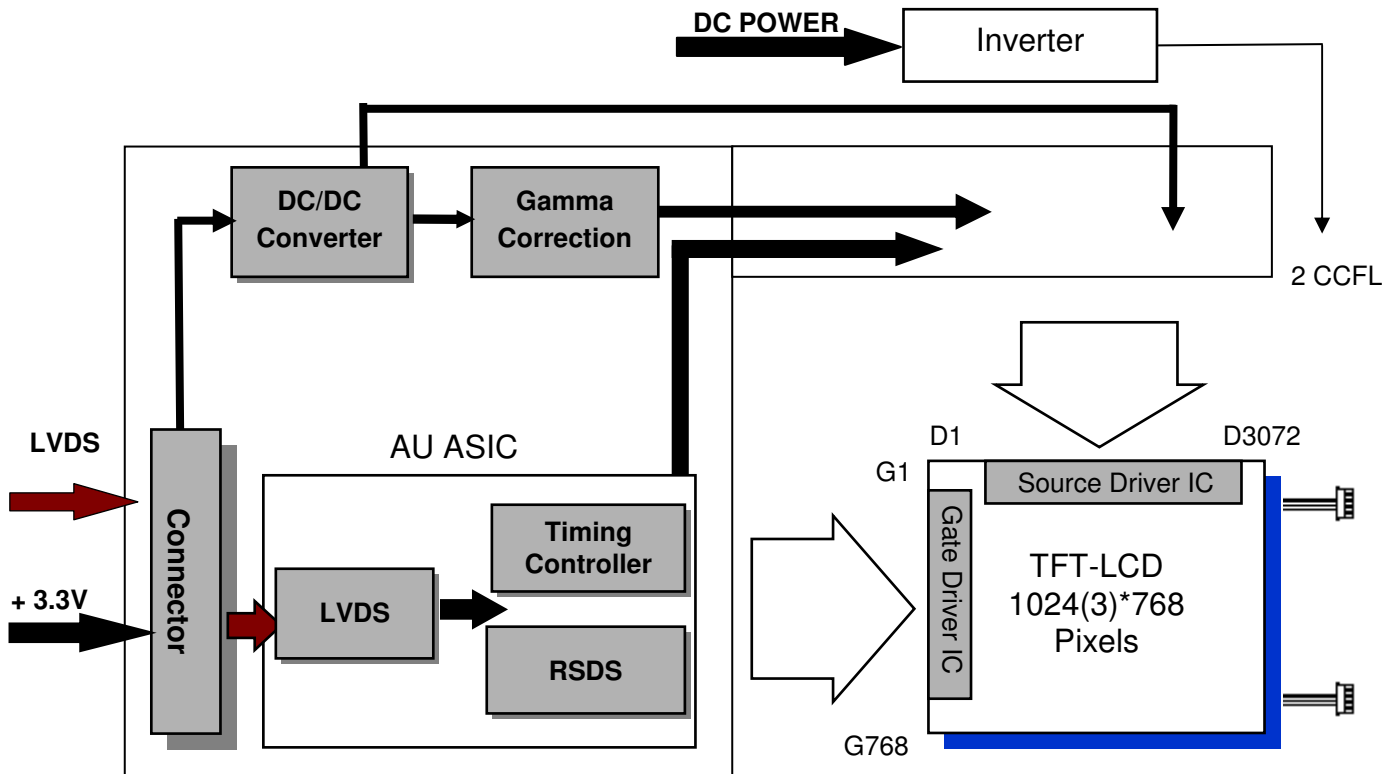 DC POWER
Inverter
DC/DC
Converter
Gamma
Correction
2 CCFL
LVDS
+ 3.3V
Connector
AU ASIC
LVDS
Timing
Controller
RSDS
D1
D3072
G1
Source Driver IC
Gate Driver IC
TFT-LCD
1024(3)*768
Pixels
G768